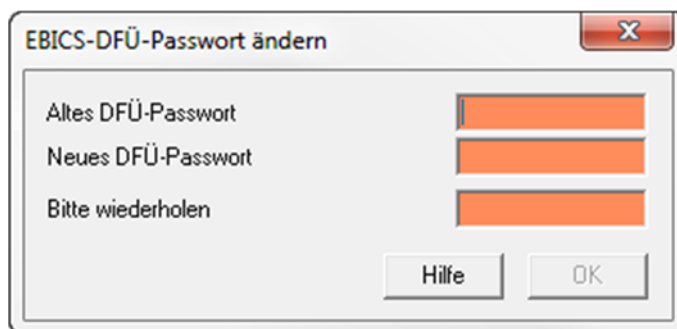 EBICS-DFÜ-Passwort ändern
Altes DFÜ-Passwort
Neues DFÜ-Passwort
Bitte wiederholen
Hilfe OK